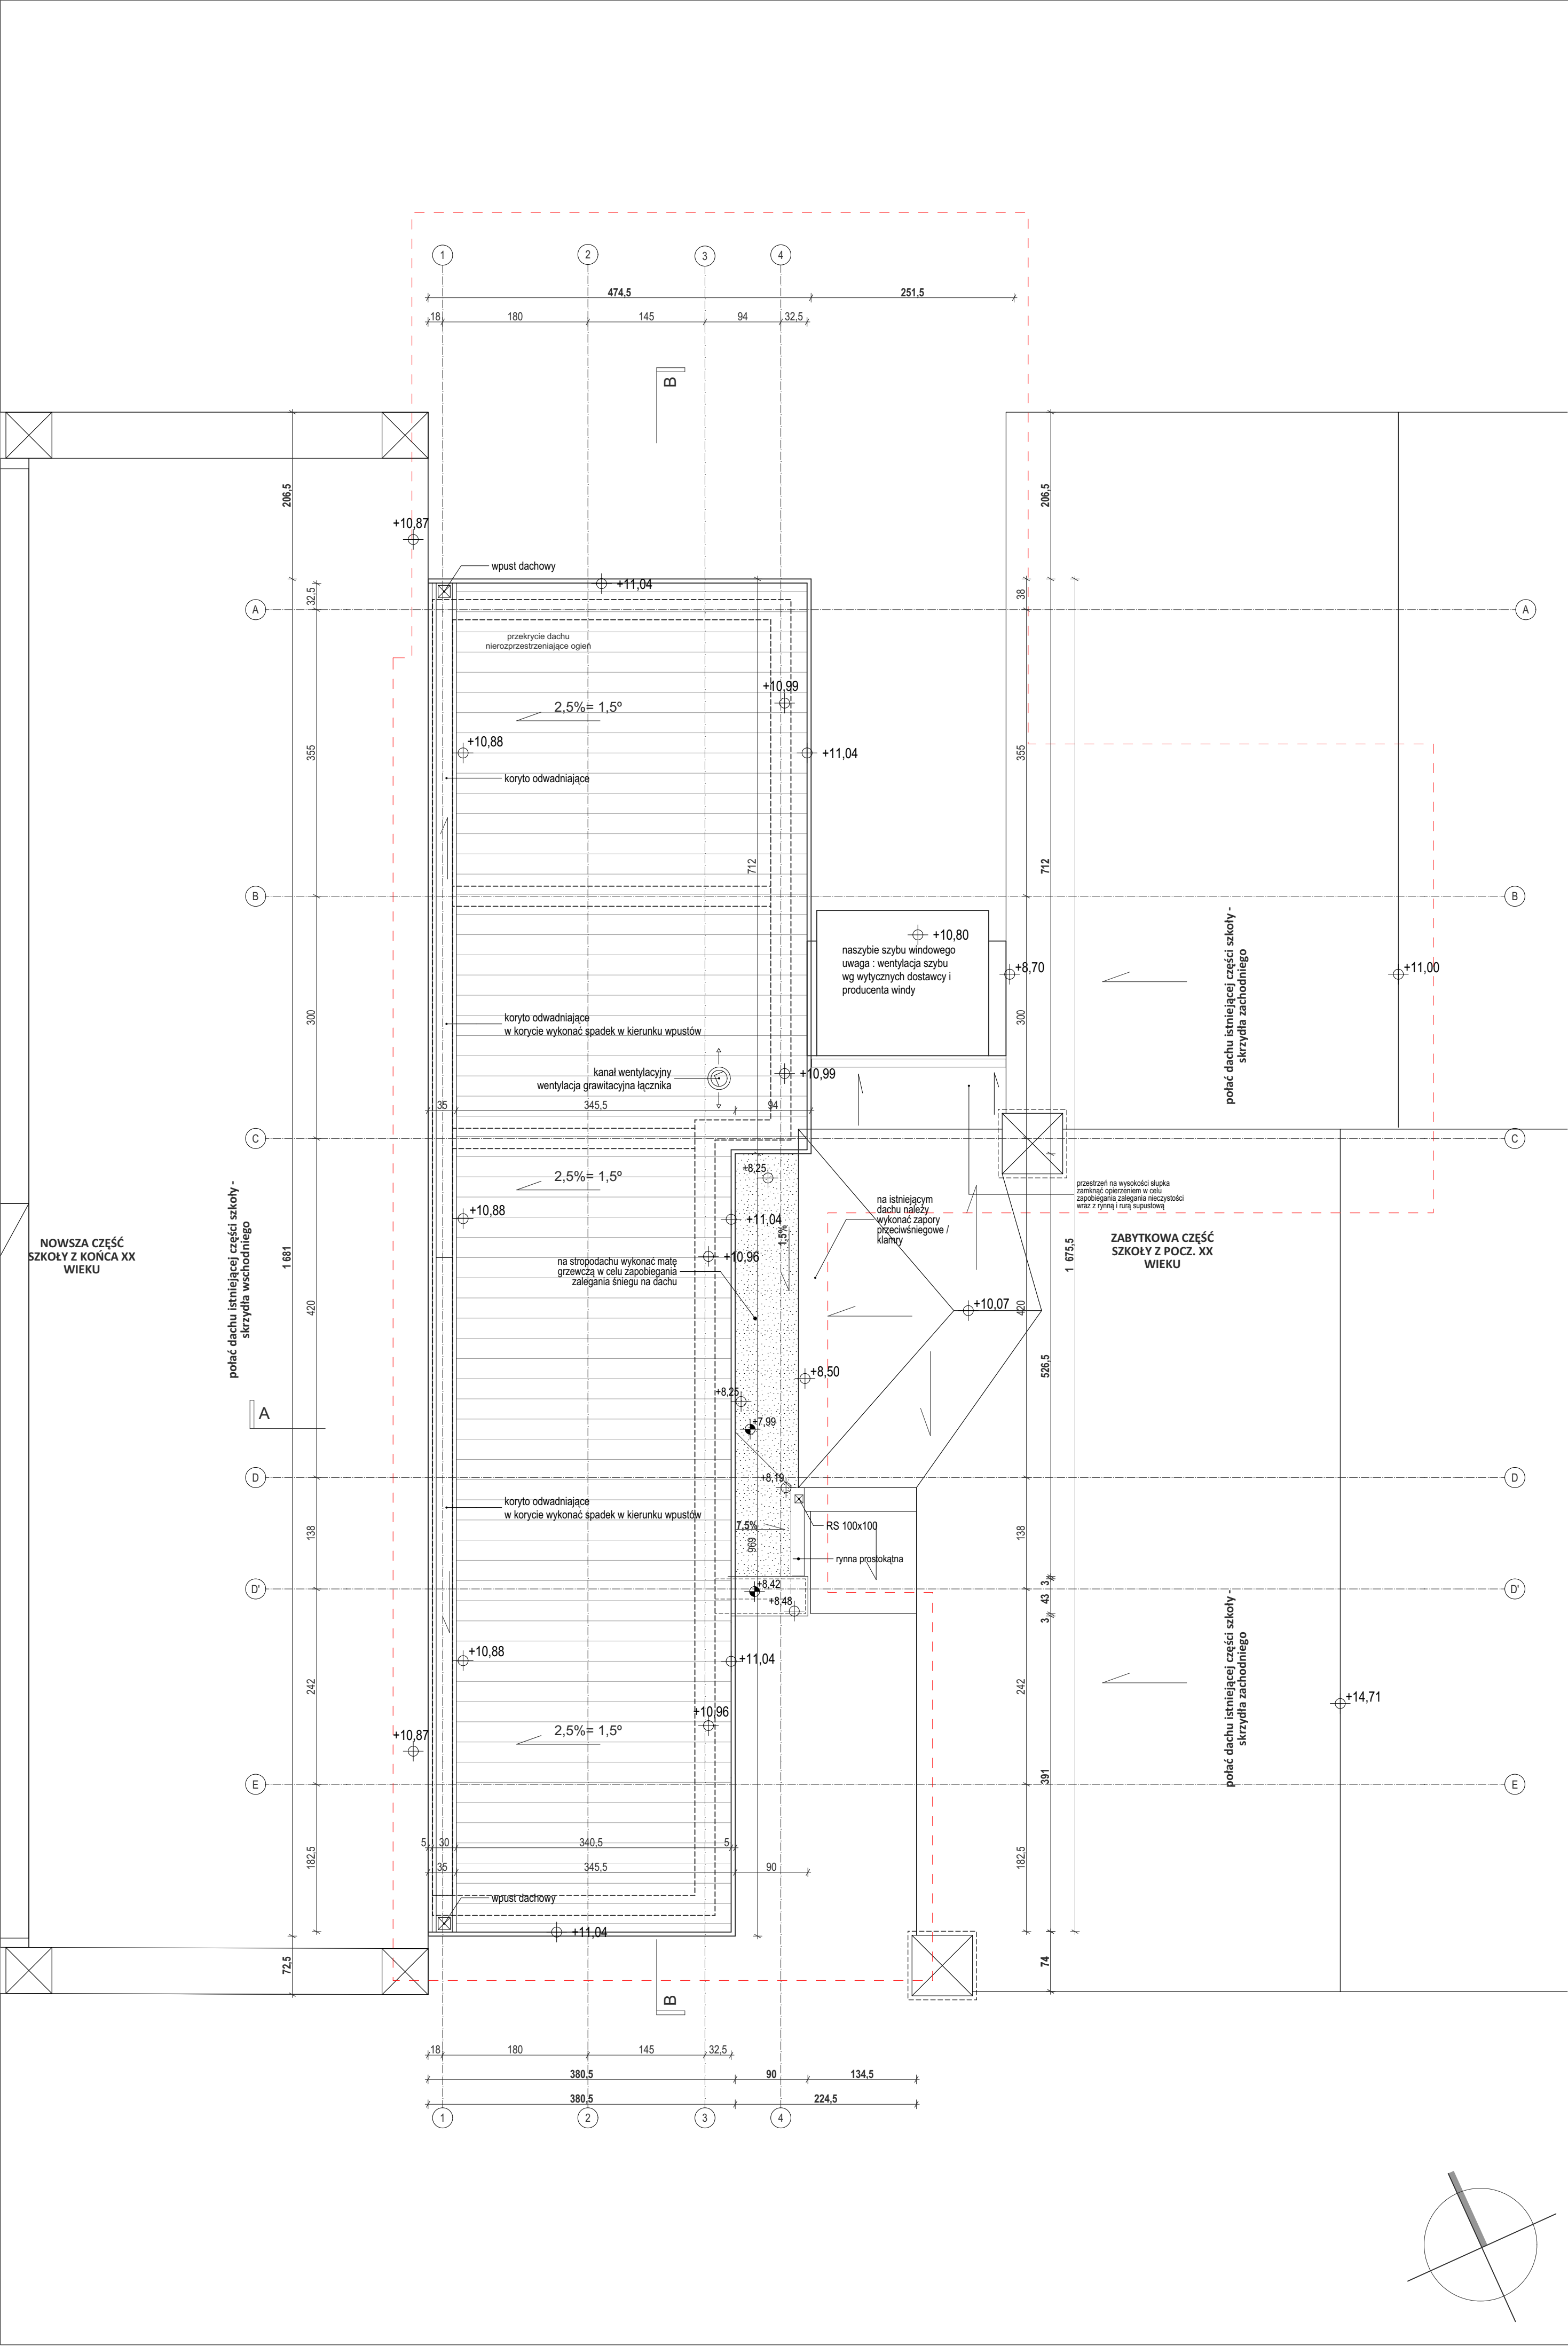 1
2
3
4
474,5
251,5
18
180
145
94
32,5
B
206,5
206,5
+10,87
wpust dachowy
+11,04
32,5
38
A
A
przekrycie dachu
nierozprzestrzeniające ogień
+10,99
2,5%= 1,5º
+10,88
+11,04
355
355
koryto odwadniające
712
712
B
B
+10,80
naszybie szybu windowego
uwaga : wentylacja szybu
wg wytycznych dostawcy i
producenta windy
+8,70
+11,00
połać dachu istniejącej części szkoły -
skrzydła zachodniego
300
300
koryto odwadniające
w korycie wykonać spadek w kierunku wpustów
kanał wentylacyjny
wentylacja grawitacyjna łącznika
+10,99
35
345,5
94
C
C
+8,25
2,5%= 1,5º
przestrzeń na wysokości słupka
zamknąć opierzeniem w celu
zapobiegania zalegania nieczystości
wraz z rynną i rurą supustową
na istniejącym
dachu należy
wykonać zapory
przeciwśniegowe /
klamry
+10,88
+11,04
1,5%
NOWSZA CZĘŚĆ
SZKOŁY Z KOŃCA XX
WIEKU
połać dachu istniejącej części szkoły -
skrzydła wschodniego
1 681
+10,96
na stropodachu wykonać matę
grzewczą w celu zapobiegania
zalegania śniegu na dachu
1 675,5
ZABYTKOWA CZĘŚĆ
SZKOŁY Z POCZ. XX
WIEKU
420
+10,07
420
526,5
+8,50
+8,25
A
+7,99
D
+8,19
D
koryto odwadniające
w korycie wykonać spadek w kierunku wpustów
RS 100x100
7,5%
138
969
138
rynna prostokątna
D'
+8,42
3
43
3
D'
+8,48
+10,88
+11,04
połać dachu istniejącej części szkoły -
skrzydła zachodniego
242
242
+14,71
+10,96
2,5%= 1,5º
+10,87
E
391
E
5
30
340,5
5
182,5
182,5
35
345,5
90
wpust dachowy
+11,04
72,5
74
B
18
180
145
32,5
380,5
90
134,5
380,5
224,5
1
2
3
4